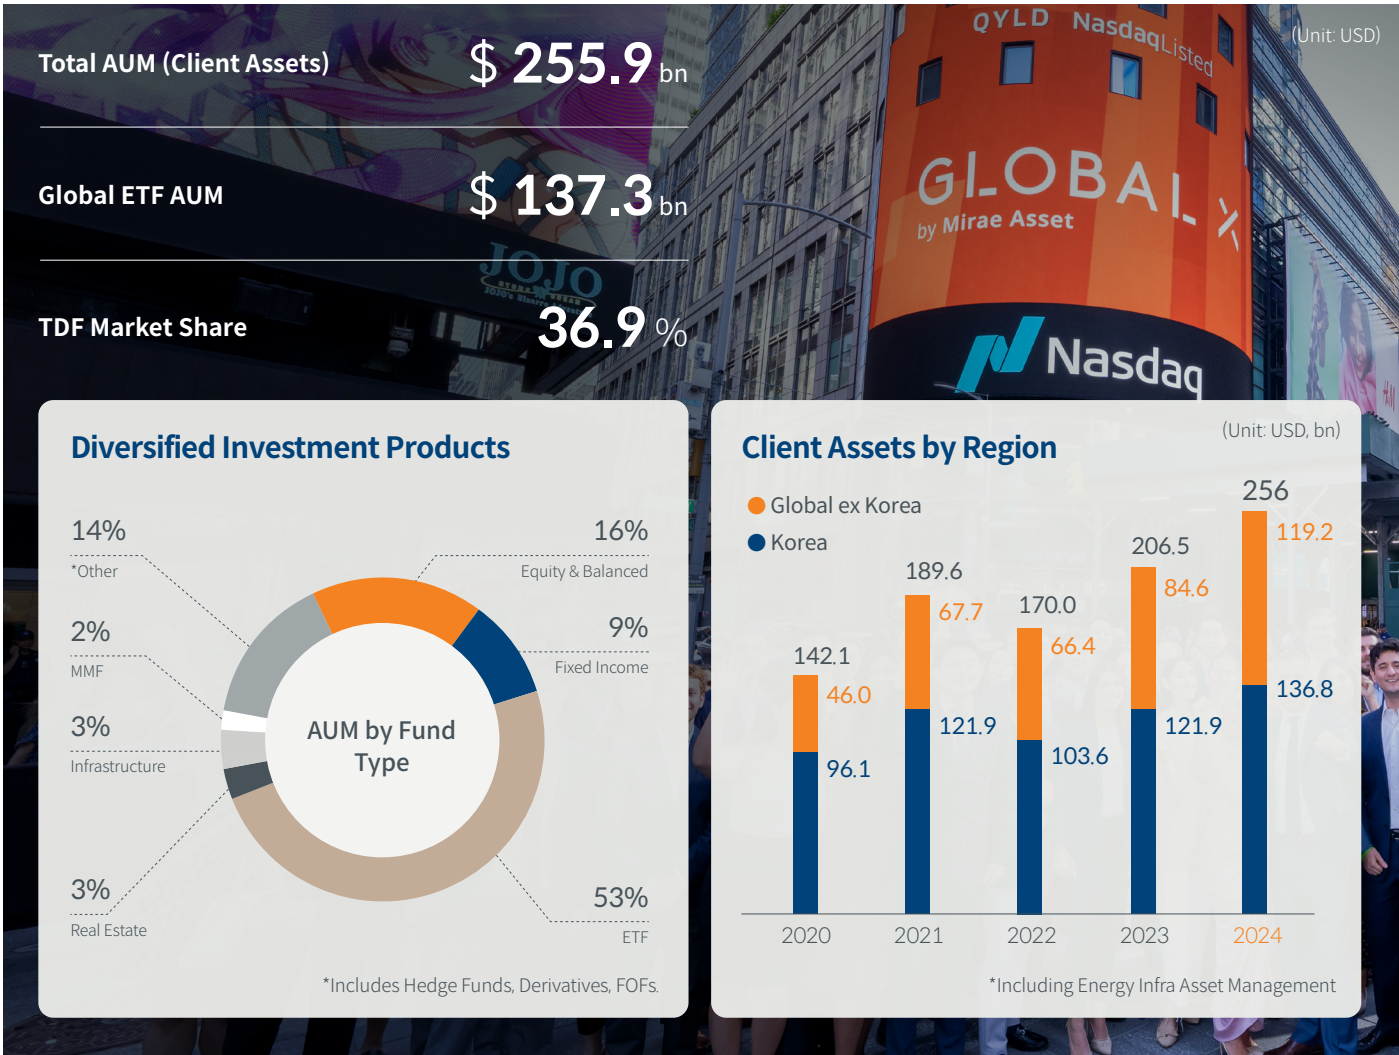 (Unit: USD)
Total AUM (Client Assets) $ 255.9 bn
Global ETF AUM $ 137.3 bn
TDF Market Share 36.9 %
QYLD Nasdaq Listed
GLOBAL X
by Mirae Asset
Nasdaq
JOJO
JOJO's Bizarre
H&M
Diversified Investment Products
14%
*Other
2%
MMF
3%
Infrastructure
3%
Real Estate
16%
Equity & Balanced
9%
Fixed Income
53%
ETF
AUM by Fund
Type
*Includes Hedge Funds, Derivatives, FOFs.
Client Assets by Region
(Unit: USD, bn)
Global ex Korea
Korea
142.1
46.0
96.1
189.6
67.7
121.9
170.0
66.4
103.6
206.5
84.6
121.9
256
119.2
136.8
2020 2021 2022 2023 2024
*Including Energy Infra Asset Management